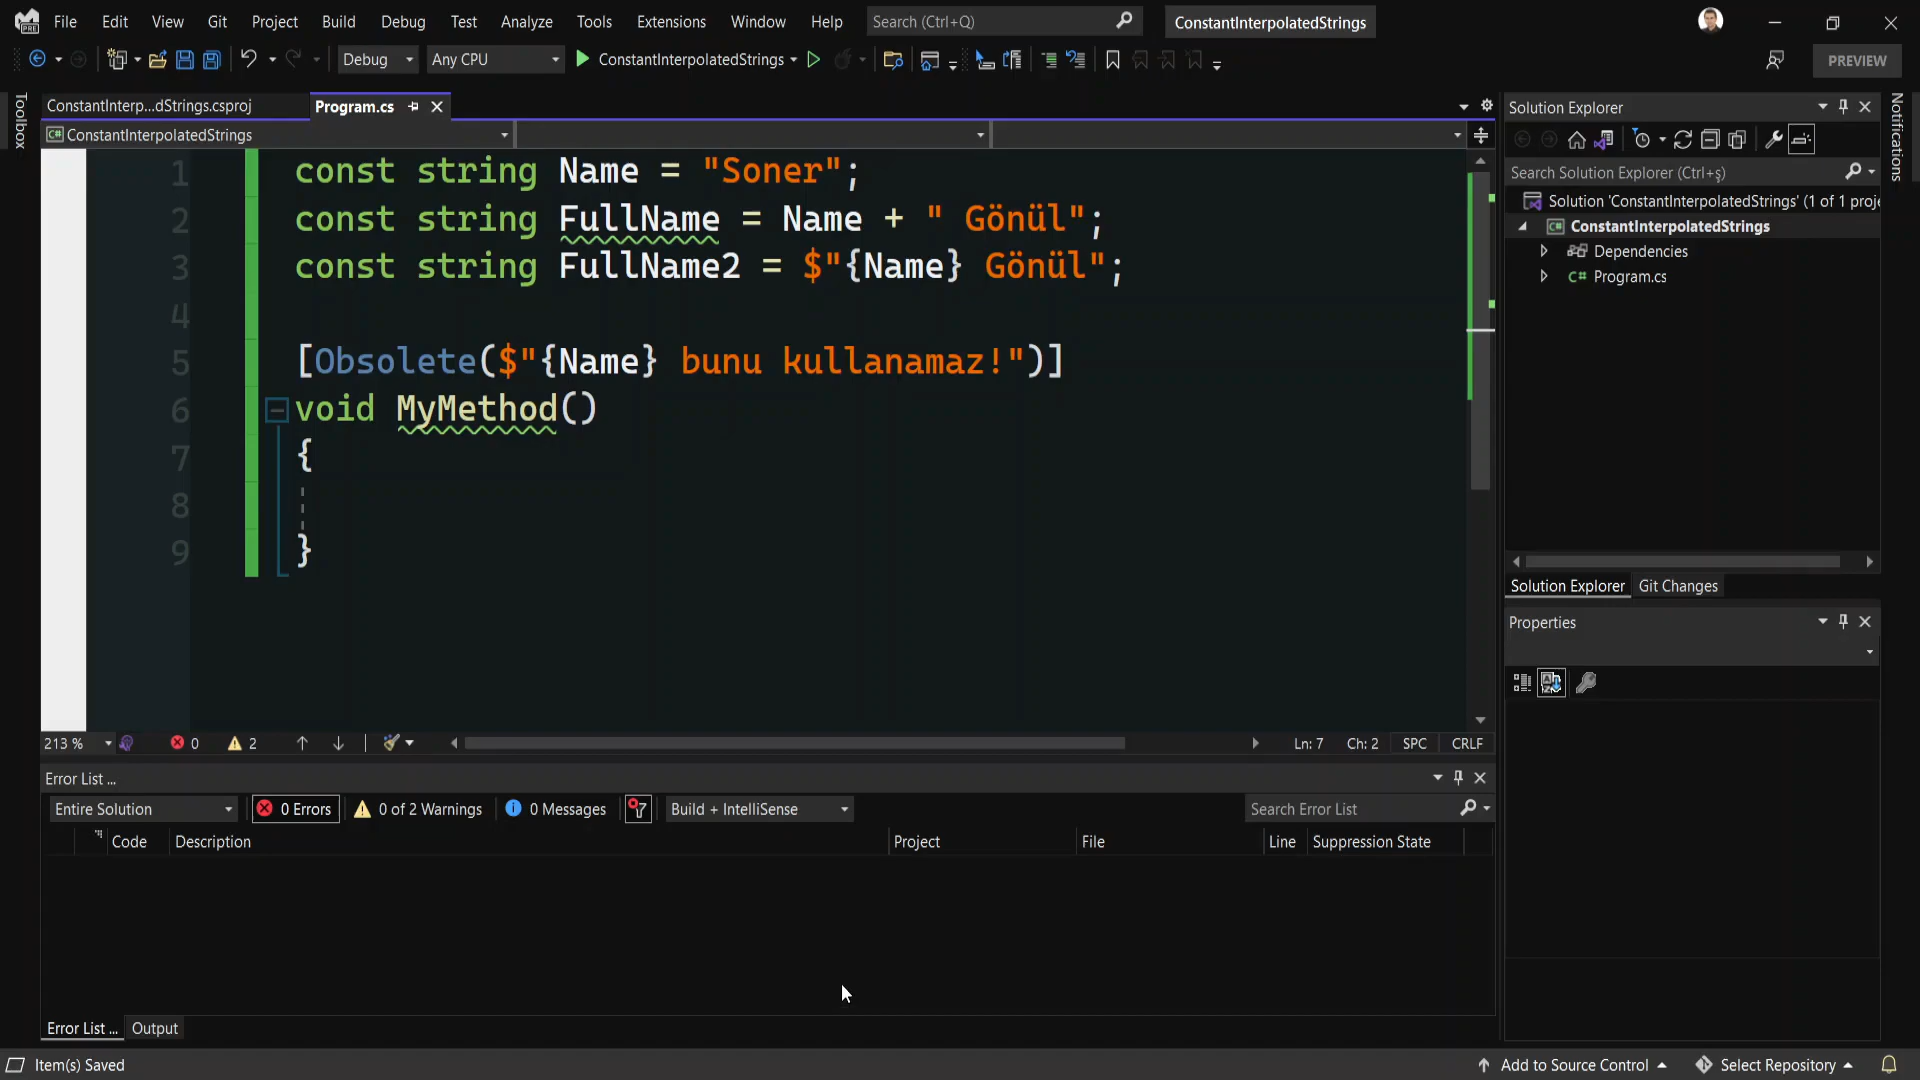 File Edit View Git Project Build Debug Test Analyze Tools Extensions Window Help Search (Ctrl+Q) ConstantInterpolatedStrings
Debug Any CPU ConstantInterpolatedStrings PREVIEW
Toolbox
ConstantInterp...dStrings.csproj Program.cs
ConstantInterpolatedStrings
1 const string Name = "Soner";
2 const string FullName = Name + " Gönül";
3 const string FullName2 = $"{Name} Gönül";
4
5 [Obsolete($"{Name} bunu kullanamaz!")]
6 void MyMethod()
7 {
8
9 }
213 % 0 2 Ln: 7 Ch: 2 SPC CRLF
Error List ...
Entire Solution 0 Errors 0 of 2 Warnings 0 Messages Build + IntelliSense Search Error List
Code Description Project File Line Suppression State
Error List ... Output
Solution Explorer
Search Solution Explorer (Ctrl+ş)
Solution 'ConstantInterpolatedStrings' (1 of 1 proje
ConstantInterpolatedStrings
Dependencies
C# Program.cs
Solution Explorer Git Changes
Properties
Notifications
Item(s) Saved Add to Source Control Select Repository